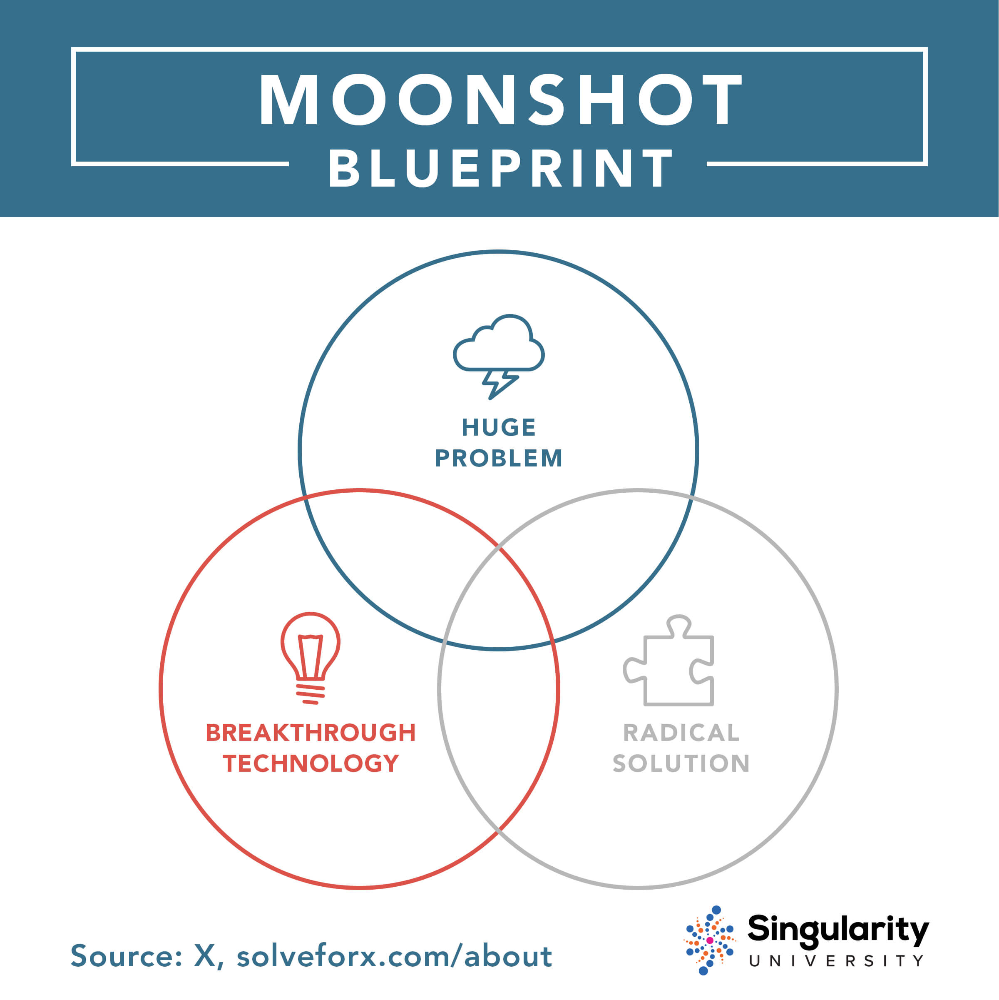 MOONSHOT
BLUEPRINT
HUGE
PROBLEM
BREAKTHROUGH
TECHNOLOGY
RADICAL
SOLUTION
Source: X, solveforx.com/about
Singularity
UNIVERSITY